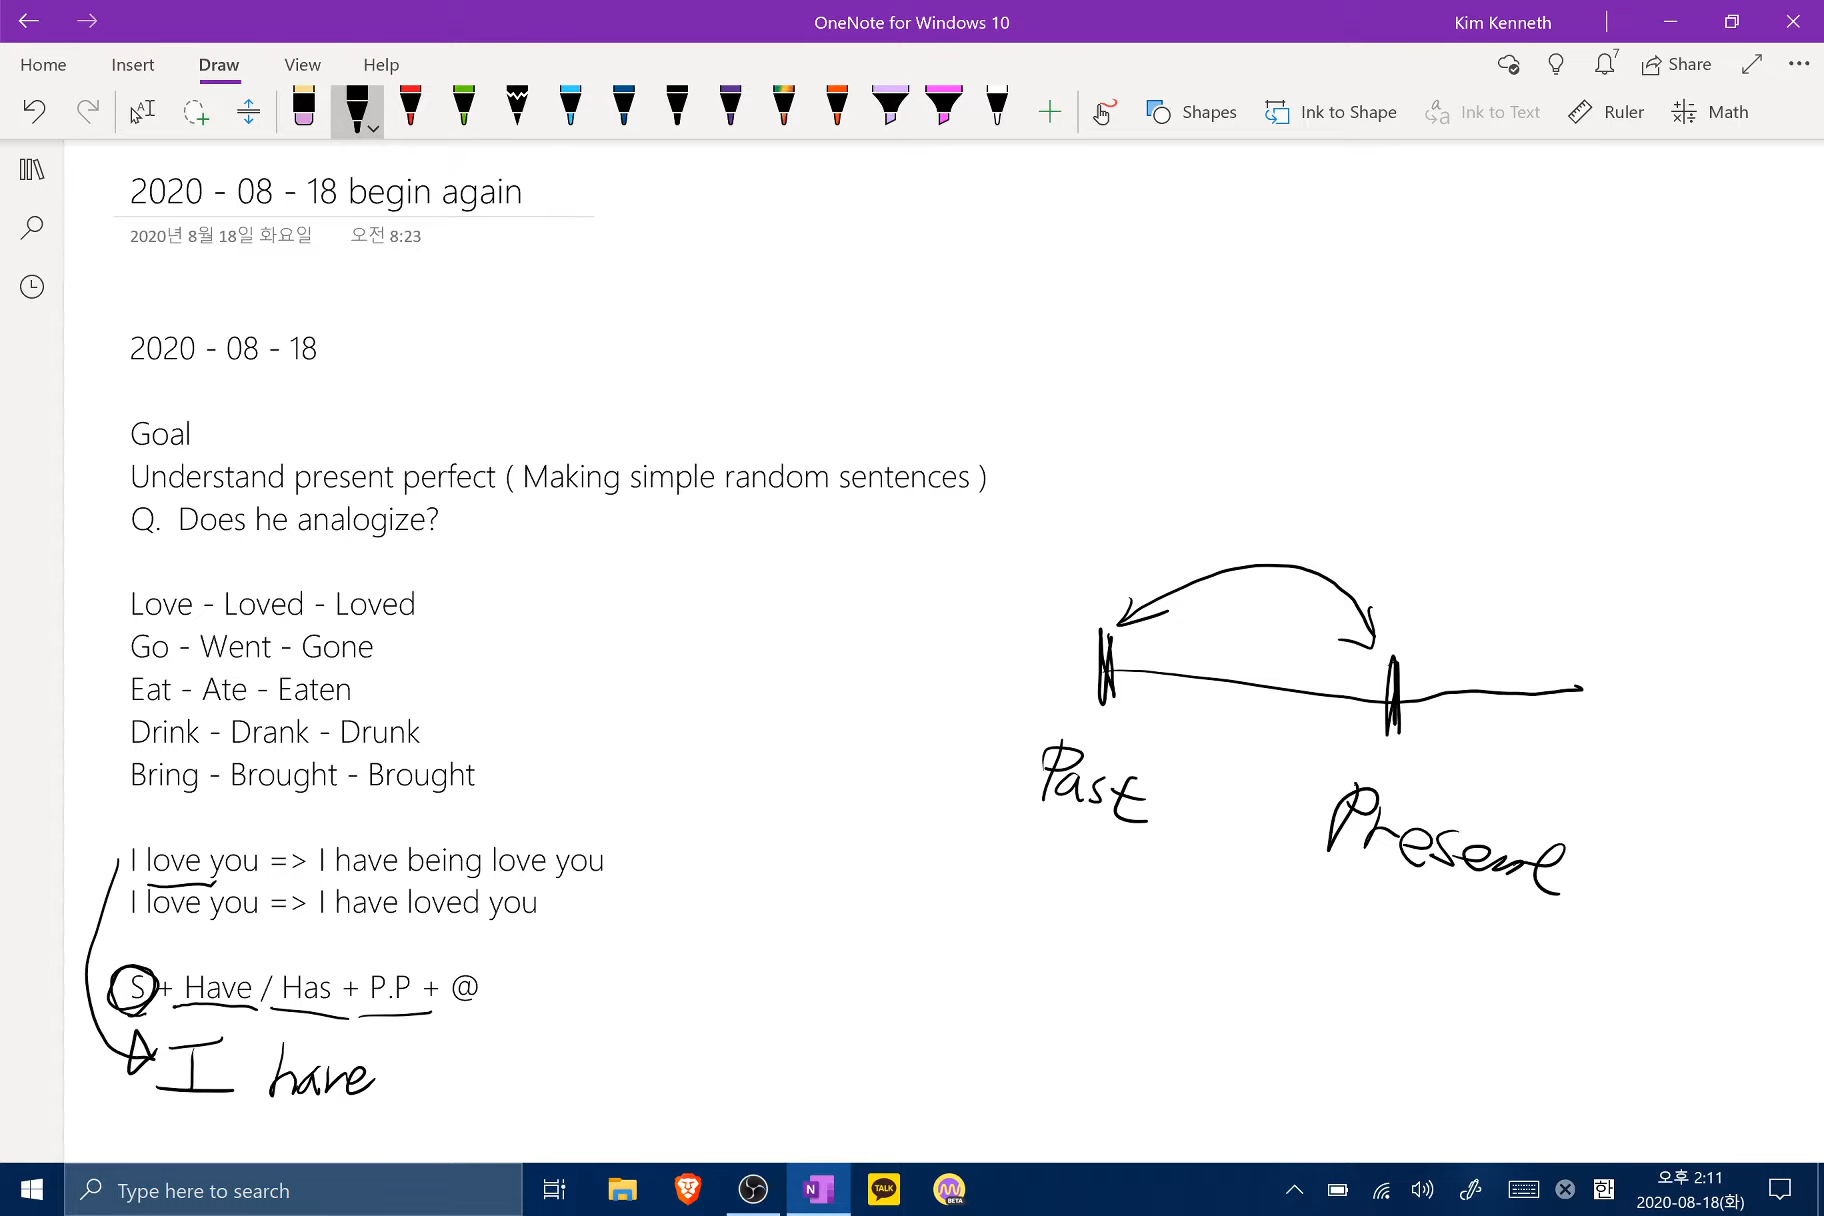 OneNote for Windows 10
Kim Kenneth
Home Insert Draw View Help
7
Share
Shapes
Ink to Shape
Ink to Text
Ruler
Math
2020 - 08 - 18 begin again
2020년 8월 18일 화요일 오전 8:23
2020 - 08 - 18
Goal
Understand present perfect ( Making simple random sentences )
Q. Does he analogize?
Love - Loved - Loved
Go - Went - Gone
Eat - Ate - Eaten
Drink - Drank - Drunk
Bring - Brought - Brought
I love you => I have being love you
I love you => I have loved you
S + Have / Has + P.P + @
I have
Past
Present
Type here to search
N
TALK
BETA
한
오후 2:11
2020-08-18(화)